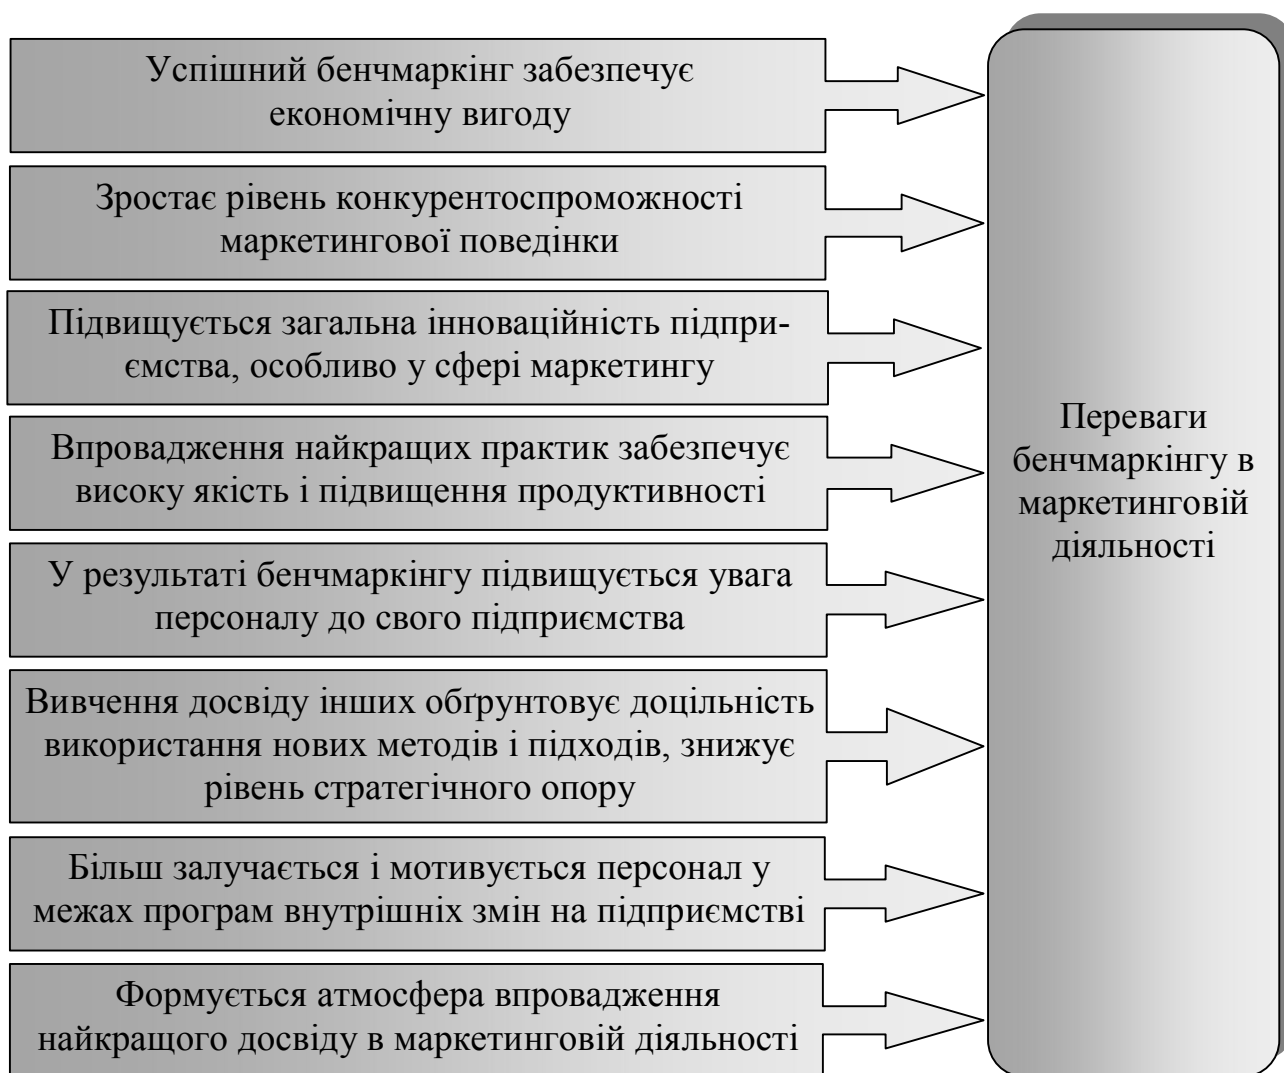 Успішний бенчмаркінг забезпечує
економічну вигоду
Зростає рівень конкурентоспроможності
маркетингової поведінки
Підвищується загальна інноваційність підпри-
ємства, особливо у сфері маркетингу
Впровадження найкращих практик забезпечує
високу якість і підвищення продуктивності
У результаті бенчмаркінгу підвищується увага
персоналу до свого підприємства
Вивчення досвіду інших обґрунтовує доцільність
використання нових методів і підходів, знижує
рівень стратегічного опору
Більш залучається і мотивується персонал у
межах програм внутрішніх змін на підприємстві
Формується атмосфера впровадження
найкращого досвіду в маркетинговій діяльності
Переваги
бенчмаркінгу в
маркетинговій
діяльності